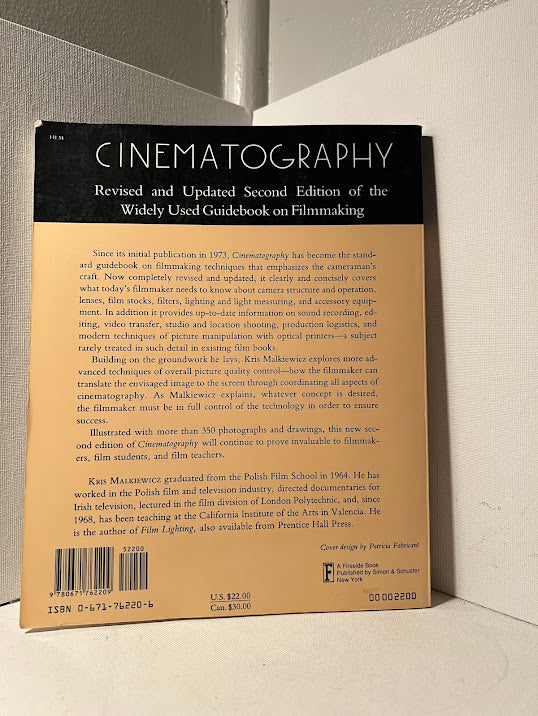 FILM
CINEMATOGRAPHY
Revised and Updated Second Edition of the
Widely Used Guidebook on Filmmaking
Since its initial publication in 1973, Cinematography has become the stand-
ard guidebook on filmmaking techniques that emphasizes the cameraman's
craft. Now completely revised and updated, it clearly and concisely covers
what today's filmmaker needs to know about camera structure and operation,
lenses, film stocks, filters, lighting and light measuring, and accessory equip-
ment. In addition it provides up-to-date information on sound recording, ed-
iting, video transfer, studio and location shooting, production logistics, and
modern techniques of picture manipulation with optical printers—a subject
rarely treated in such detail in existing film books.
Building on the groundwork he lays, Kris Malkiewicz explores more ad-
vanced techniques of overall picture quality control—how the filmmaker can
translate the envisaged image to the screen through coordinating all aspects of
cinematography. As Malkiewicz explains, whatever concept is desired,
the filmmaker must be in full control of the technology in order to ensure
success.
Illustrated with more than 350 photographs and drawings, this new sec-
ond edition of Cinematography will continue to prove invaluable to filmmak-
ers, film students, and film teachers.
KRIS MALKIEWICZ graduated from the Polish Film School in 1964. He has
worked in the Polish film and television industry, directed documentaries for
Irish television, lectured in the film division of London Polytechnic, and, since
1968, has been teaching at the California Institute of the Arts in Valencia. He
is the author of Film Lighting, also available from Prentice Hall Press.
Cover design by Patricia Fabricant
52200
9 780671 762209
ISBN 0-671-76220-6
U.S. $22.00
Can. $30.00
F
A Fireside Book
Published by Simon & Schuster
New York
00002200